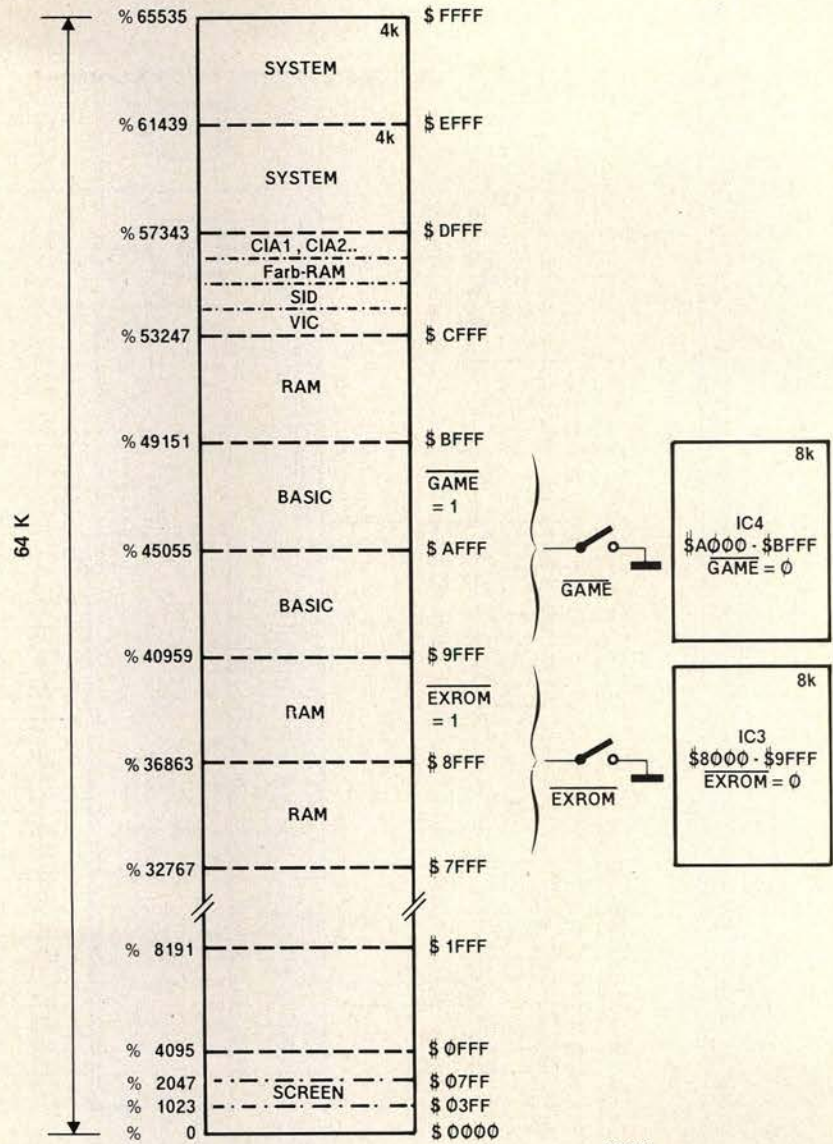 % 65535 $ FFFF
4k
SYSTEM
% 61439 $ EFFF
4k
SYSTEM
% 57343 $ DFFF
CIA1 , CIA2..
Farb-RAM
SID
VIC
% 53247 $ CFFF
RAM
% 49151 $ BFFF
8k
GAME
= 1
BASIC
IC4
$AØØØ - $BFFF
GAME = Ø
64 K
% 45055 $ AFFF
GAME
BASIC
% 40959 $ 9FFF
8k
EXROM
= 1
RAM
IC3
$8ØØØ - $9FFF
EXROM = Ø
% 36863 $ 8FFF
EXROM
RAM
% 32767 $ 7FFF
% 8191 $ 1FFF
% 4095 $ ØFFF
% 2047 $ Ø7FF
SCREEN
% 1023 $ Ø3FF
% 0 $ ØØØØ